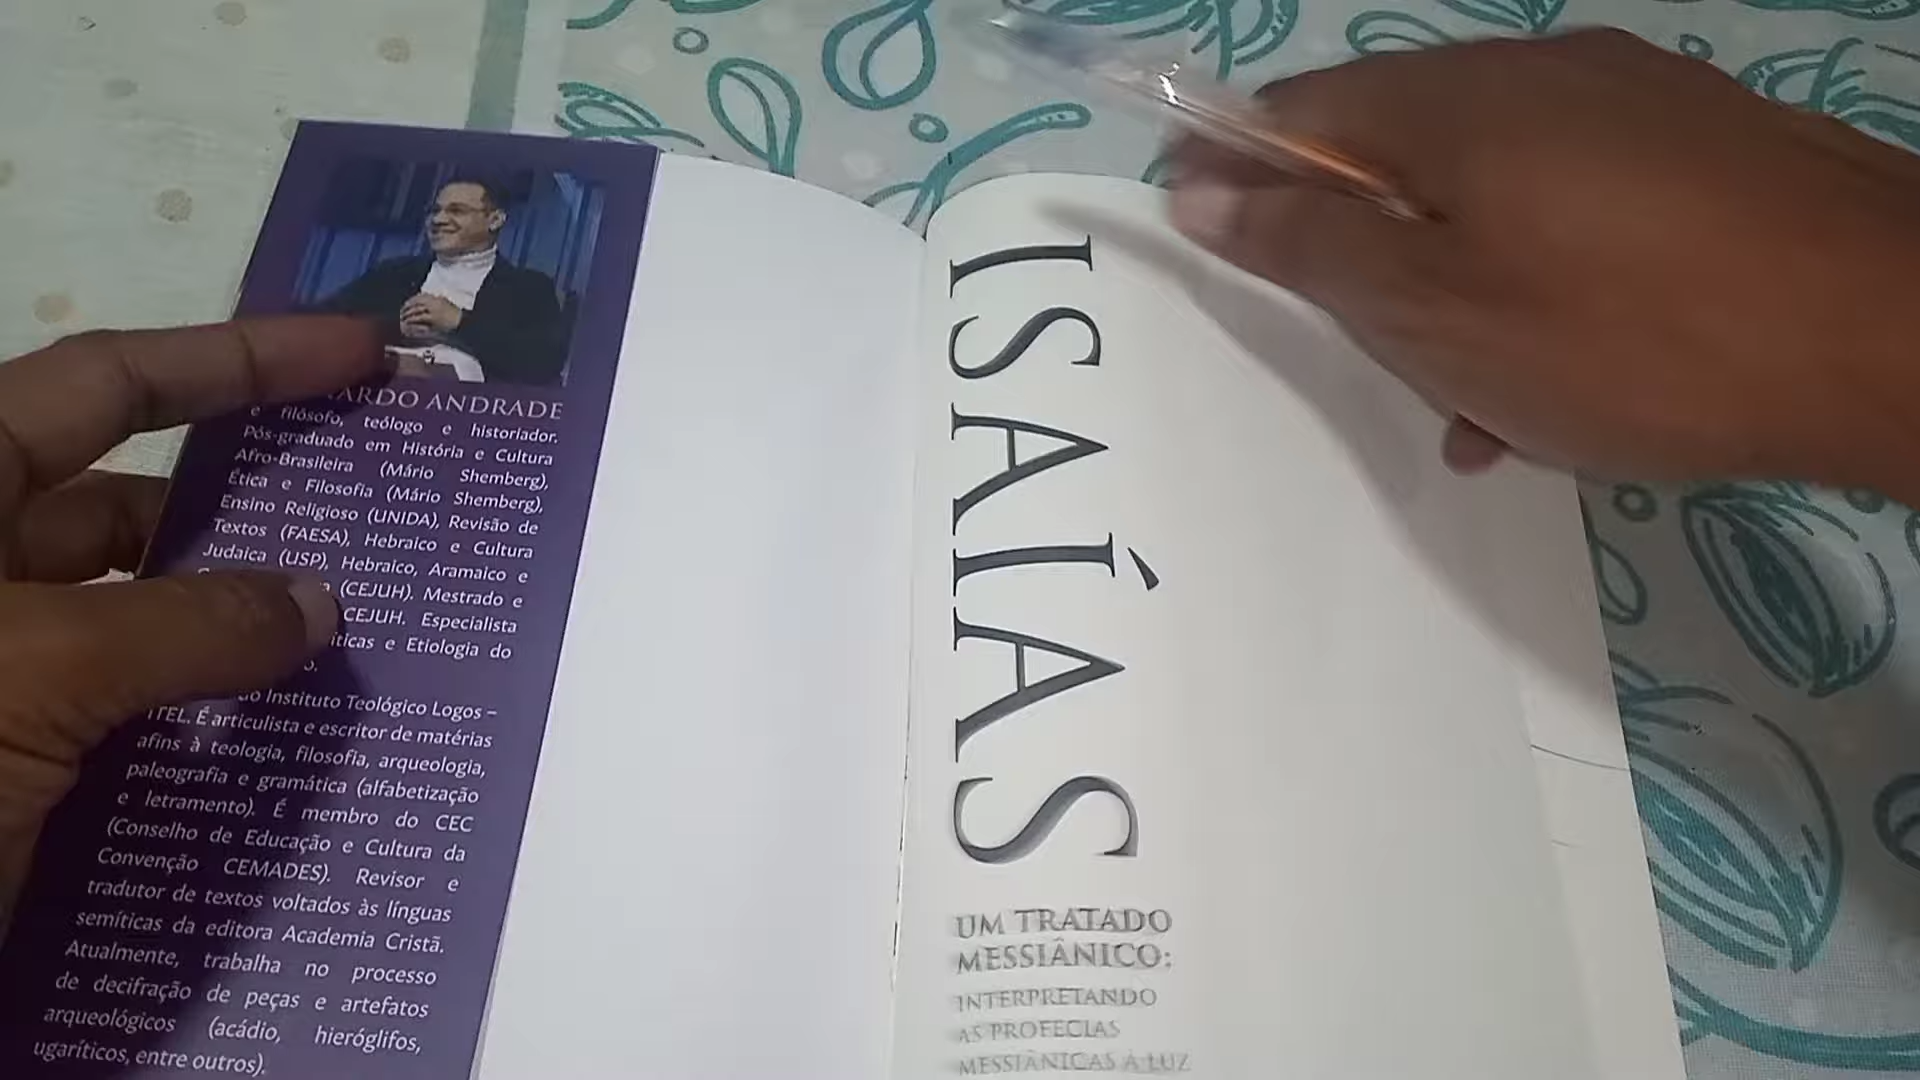 ARDO ANDRADE
é filósofo, teólogo e historiador.
Pós-graduado em História e Cultura
Afro-Brasileira (Mário Shemberg),
Ética e Filosofia (Mário Shemberg),
Ensino Religioso (UNIDA), Revisão de
Textos (FAESA), Hebraico e Cultura
Judaica (USP), Hebraico, Aramaico e
(CEJUH). Mestrado e
CEJUH. Especialista
e Etiologia do
Instituto Teológico Logos –
ITEL. É articulista e escritor de matérias
afins à teologia, filosofia, arqueologia,
paleografia e gramática (alfabetização
e letramento). É membro do CEC
(Conselho de Educação e Cultura da
Convenção CEMADES). Revisor e
tradutor de textos voltados às línguas
semíticas da editora Academia Cristã.
Atualmente, trabalha no processo
de decifração de peças e artefatos
arqueológicos (acádio, hieróglifos,
ugaríticos, entre outros).
ISAÍAS
UM TRATADO
MESSIÂNICO:
INTERPRETANDO
AS PROFECIAS
MESSIÂNICAS À LUZ